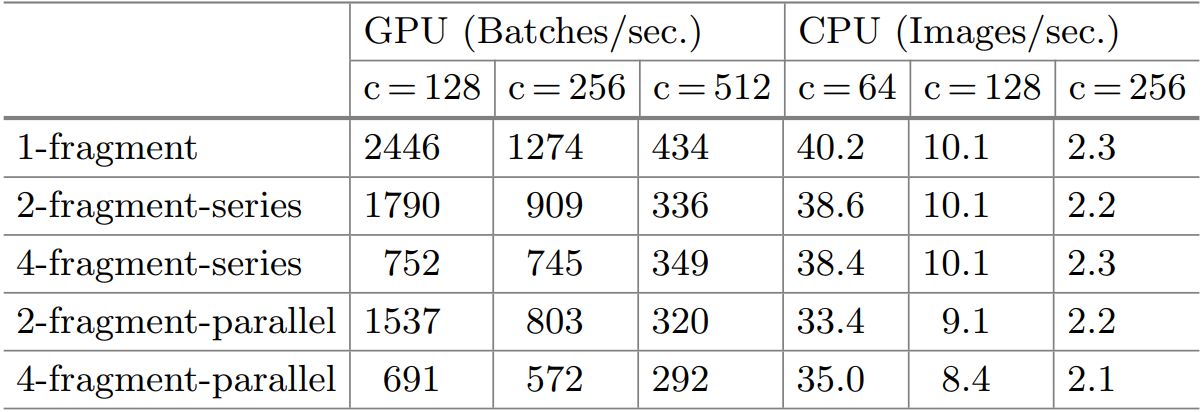 GPU (Batches/sec.) CPU (Images/sec.)
c = 128 c = 256 c = 512 c = 64 c = 128 c = 256
1-fragment 2446 1274 434 40.2 10.1 2.3
2-fragment-series 1790 909 336 38.6 10.1 2.2
4-fragment-series 752 745 349 38.4 10.1 2.3
2-fragment-parallel 1537 803 320 33.4 9.1 2.2
4-fragment-parallel 691 572 292 35.0 8.4 2.1